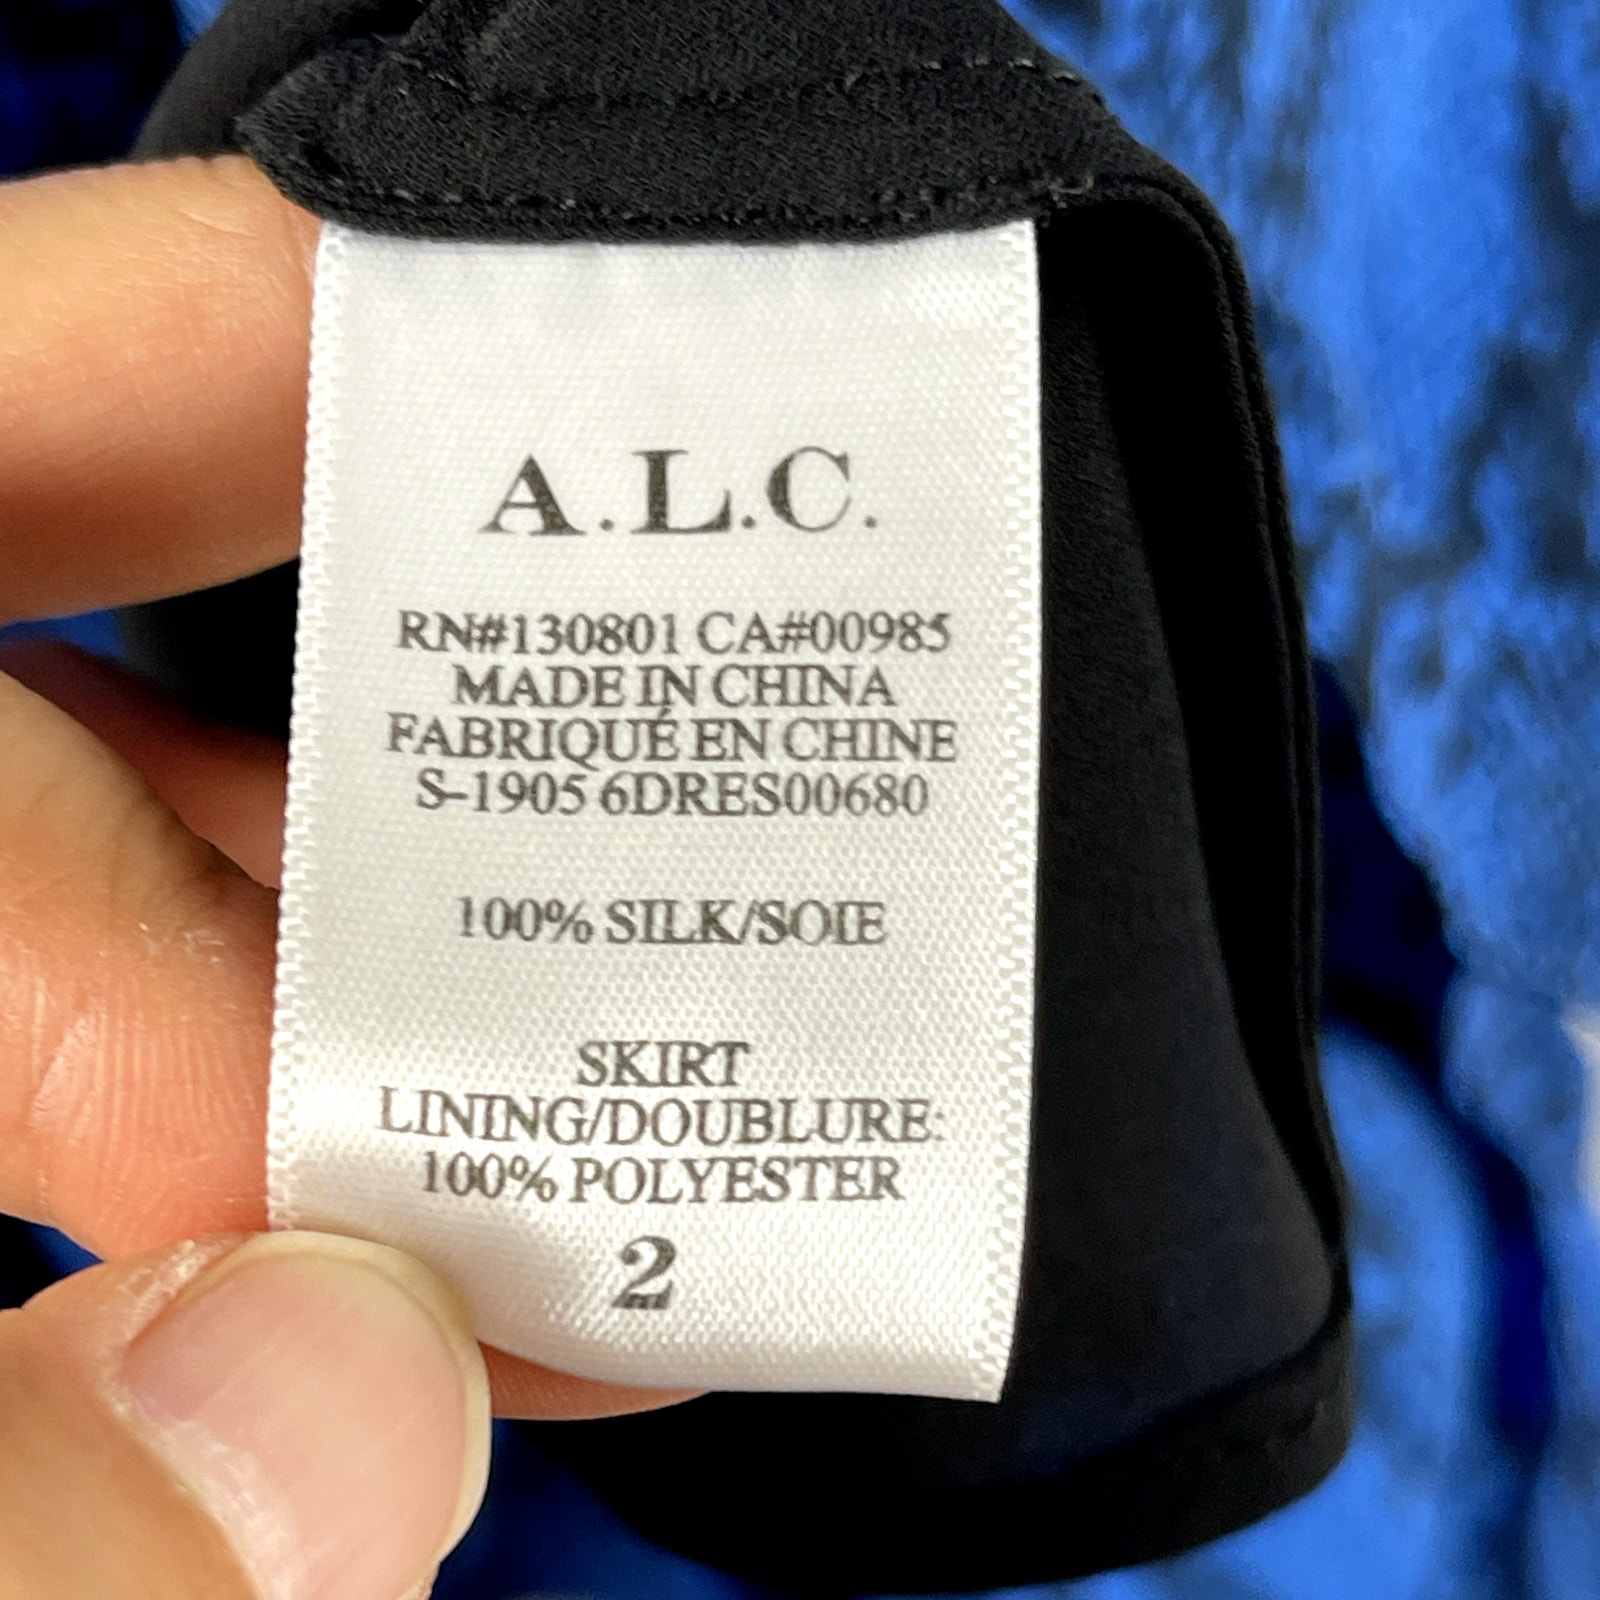 A.L.C.
RN#130801 CA#00985
MADE IN CHINA
FABRIQUÉ EN CHINE
S-1905 6DRES00680
100% SILK/SOIE
SKIRT
LINING/DOUBLURE:
100% POLYESTER
2